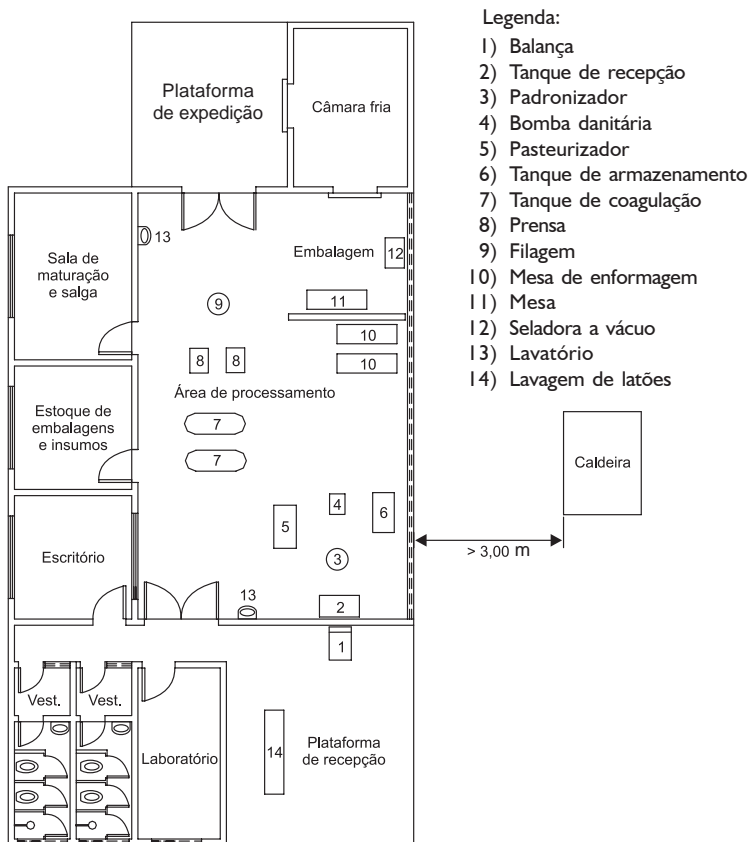 Legenda:
1) Balança
2) Tanque de recepção
3) Padronizador
4) Bomba danitária
5) Pasteurizador
6) Tanque de armazenamento
7) Tanque de coagulação
8) Prensa
9) Filagem
10) Mesa de enformagem
11) Mesa
12) Seladora a vácuo
13) Lavatório
14) Lavagem de latões
Plataforma
de expedição
Câmara fria
Sala de
maturação
e salga
13
Embalagem
12
9
11
10
8
8
10
Área de processamento
Estoque de
embalagens
e insumos
7
7
Caldeira
4
6
5
Escritório
3
> 3,00 m
13
2
1
Vest.
Vest.
Laboratório
14
Plataforma
de recepção